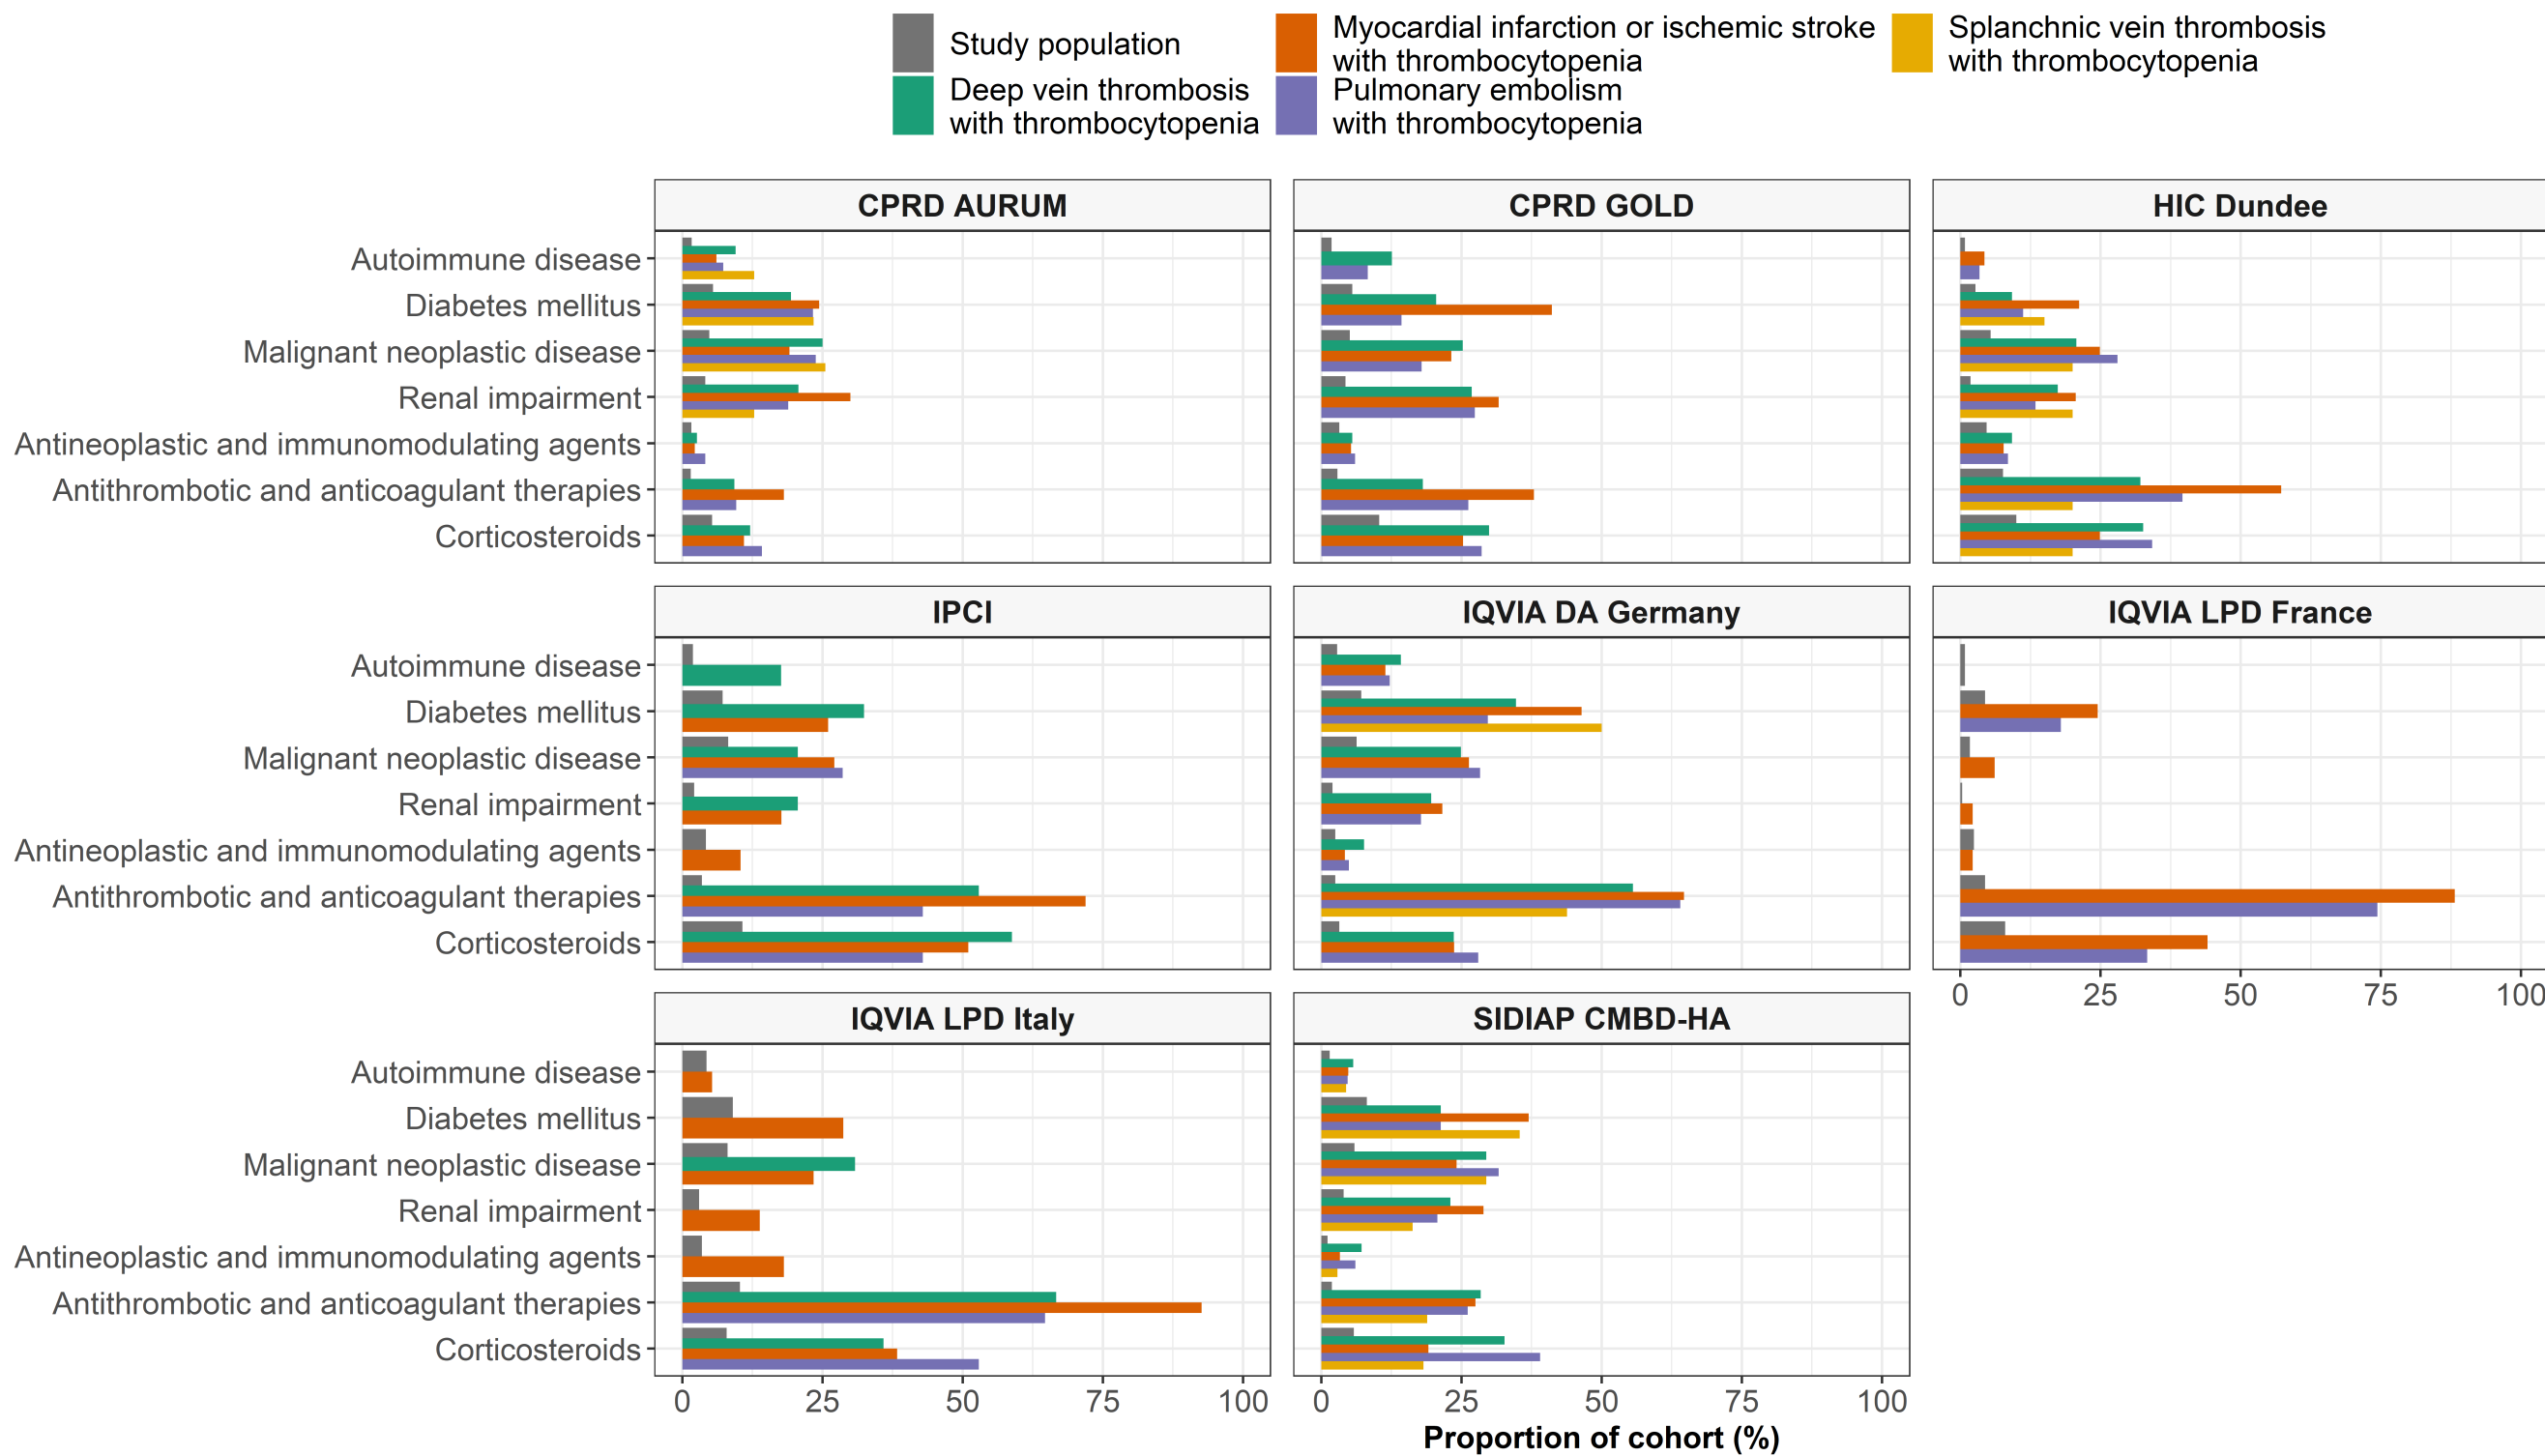 Study population
Myocardial infarction or ischemic stroke
with thrombocytopenia
Splanchnic vein thrombosis
with thrombocytopenia
Deep vein thrombosis
with thrombocytopenia
Pulmonary embolism
with thrombocytopenia
CPRD AURUM
CPRD GOLD
HIC Dundee
Autoimmune disease
Diabetes mellitus
Malignant neoplastic disease
Renal impairment
Antineoplastic and immunomodulating agents
Antithrombotic and anticoagulant therapies
Corticosteroids
IPCI
IQVIA DA Germany
IQVIA LPD France
Autoimmune disease
Diabetes mellitus
Malignant neoplastic disease
Renal impairment
Antineoplastic and immunomodulating agents
Antithrombotic and anticoagulant therapies
Corticosteroids
0 25 50 75 100
IQVIA LPD Italy
SIDIAP CMBD-HA
Autoimmune disease
Diabetes mellitus
Malignant neoplastic disease
Renal impairment
Antineoplastic and immunomodulating agents
Antithrombotic and anticoagulant therapies
Corticosteroids
0 25 50 75 100
0 25 50 75 100
Proportion of cohort (%)